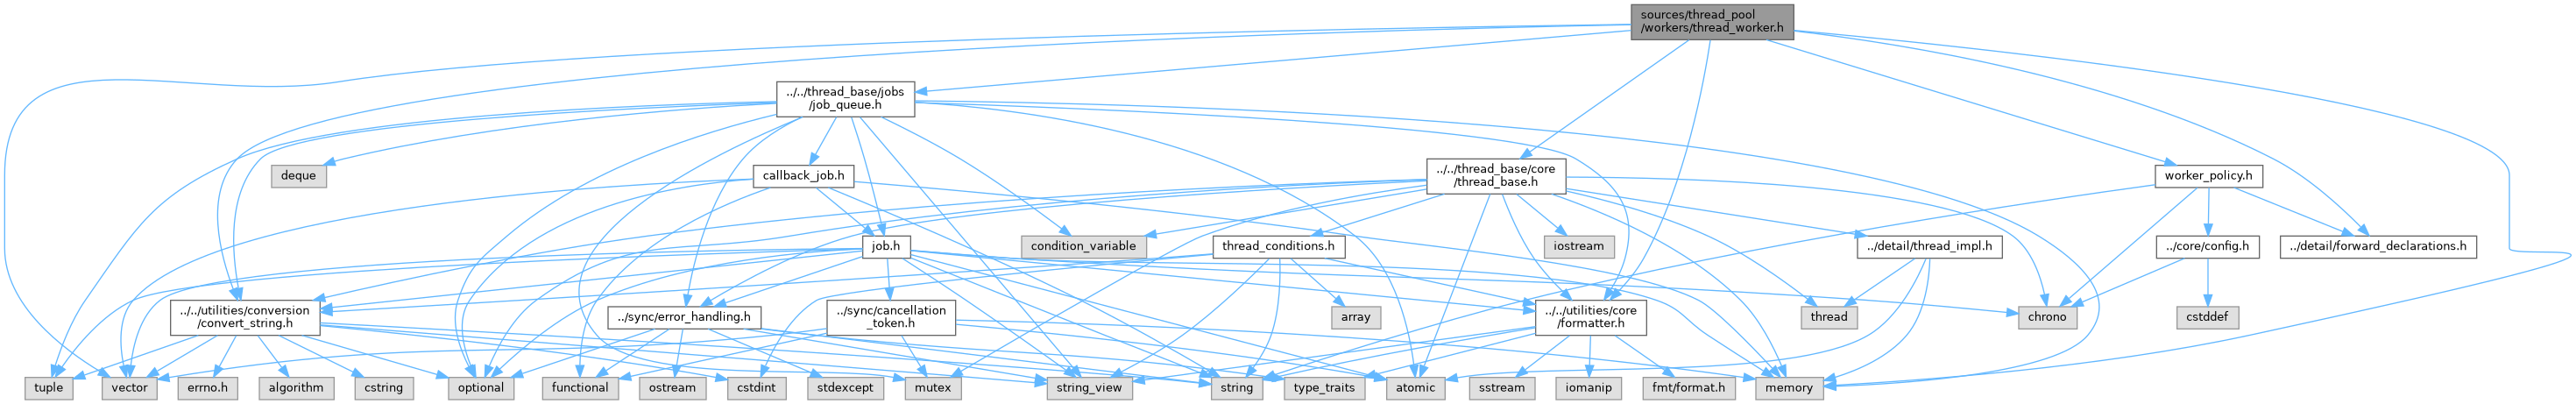 sources/thread_pool
/workers/thread_worker.h
../../thread_base/jobs
/job_queue.h
../../thread_base/core
/thread_base.h
deque
callback_job.h
worker_policy.h
condition_variable
job.h
thread_conditions.h
iostream
../detail/thread_impl.h
../core/config.h
../detail/forward_declarations.h
../../utilities/conversion
/convert_string.h
../sync/error_handling.h
../sync/cancellation
_token.h
array
../../utilities/core
/formatter.h
thread
chrono
cstddef
tuple
vector
errno.h
algorithm
cstring
optional
functional
ostream
cstdint
stdexcept
mutex
string_view
string
type_traits
atomic
sstream
iomanip
fmt/format.h
memory